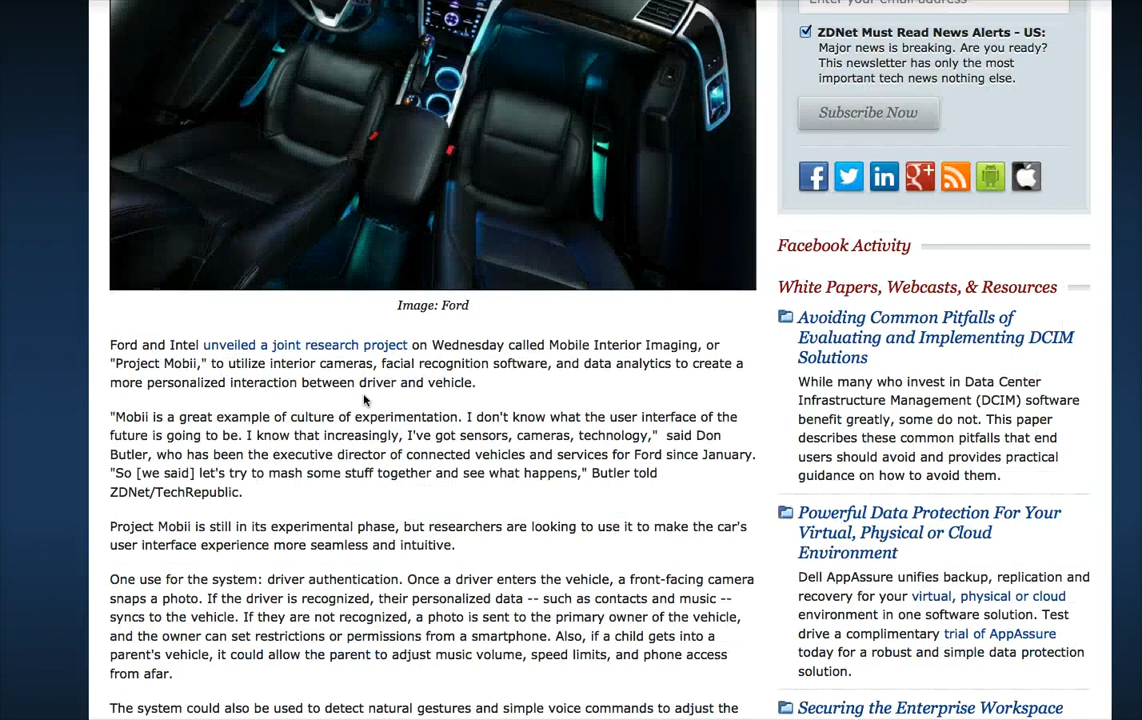 Enter your email address
ZDNet Must Read News Alerts - US:
Major news is breaking. Are you ready?
This newsletter has only the most
important tech news nothing else.
Subscribe Now
Image: Ford
Ford and Intel unveiled a joint research project on Wednesday called Mobile Interior Imaging, or
"Project Mobii," to utilize interior cameras, facial recognition software, and data analytics to create a
more personalized interaction between driver and vehicle.
"Mobii is a great example of culture of experimentation. I don't know what the user interface of the
future is going to be. I know that increasingly, I've got sensors, cameras, technology,"  said Don
Butler, who has been the executive director of connected vehicles and services for Ford since January.
"So [we said] let's try to mash some stuff together and see what happens," Butler told
ZDNet/TechRepublic.
Project Mobii is still in its experimental phase, but researchers are looking to use it to make the car's
user interface experience more seamless and intuitive.
One use for the system: driver authentication. Once a driver enters the vehicle, a front-facing camera
snaps a photo. If the driver is recognized, their personalized data -- such as contacts and music --
syncs to the vehicle. If they are not recognized, a photo is sent to the primary owner of the vehicle,
and the owner can set restrictions or permissions from a smartphone. Also, if a child gets into a
parent's vehicle, it could allow the parent to adjust music volume, speed limits, and phone access
from afar.
The system could also be used to detect natural gestures and simple voice commands to adjust the
Facebook Activity
White Papers, Webcasts, & Resources
Avoiding Common Pitfalls of
Evaluating and Implementing DCIM
Solutions
While many who invest in Data Center
Infrastructure Management (DCIM) software
benefit greatly, some do not. This paper
describes these common pitfalls that end
users should avoid and provides practical
guidance on how to avoid them.
Powerful Data Protection For Your
Virtual, Physical or Cloud
Environment
Dell AppAssure unifies backup, replication and
recovery for your virtual, physical or cloud
environment in one software solution. Test
drive a complimentary trial of AppAssure
today for a robust and simple data protection
solution.
Securing the Enterprise Workspace